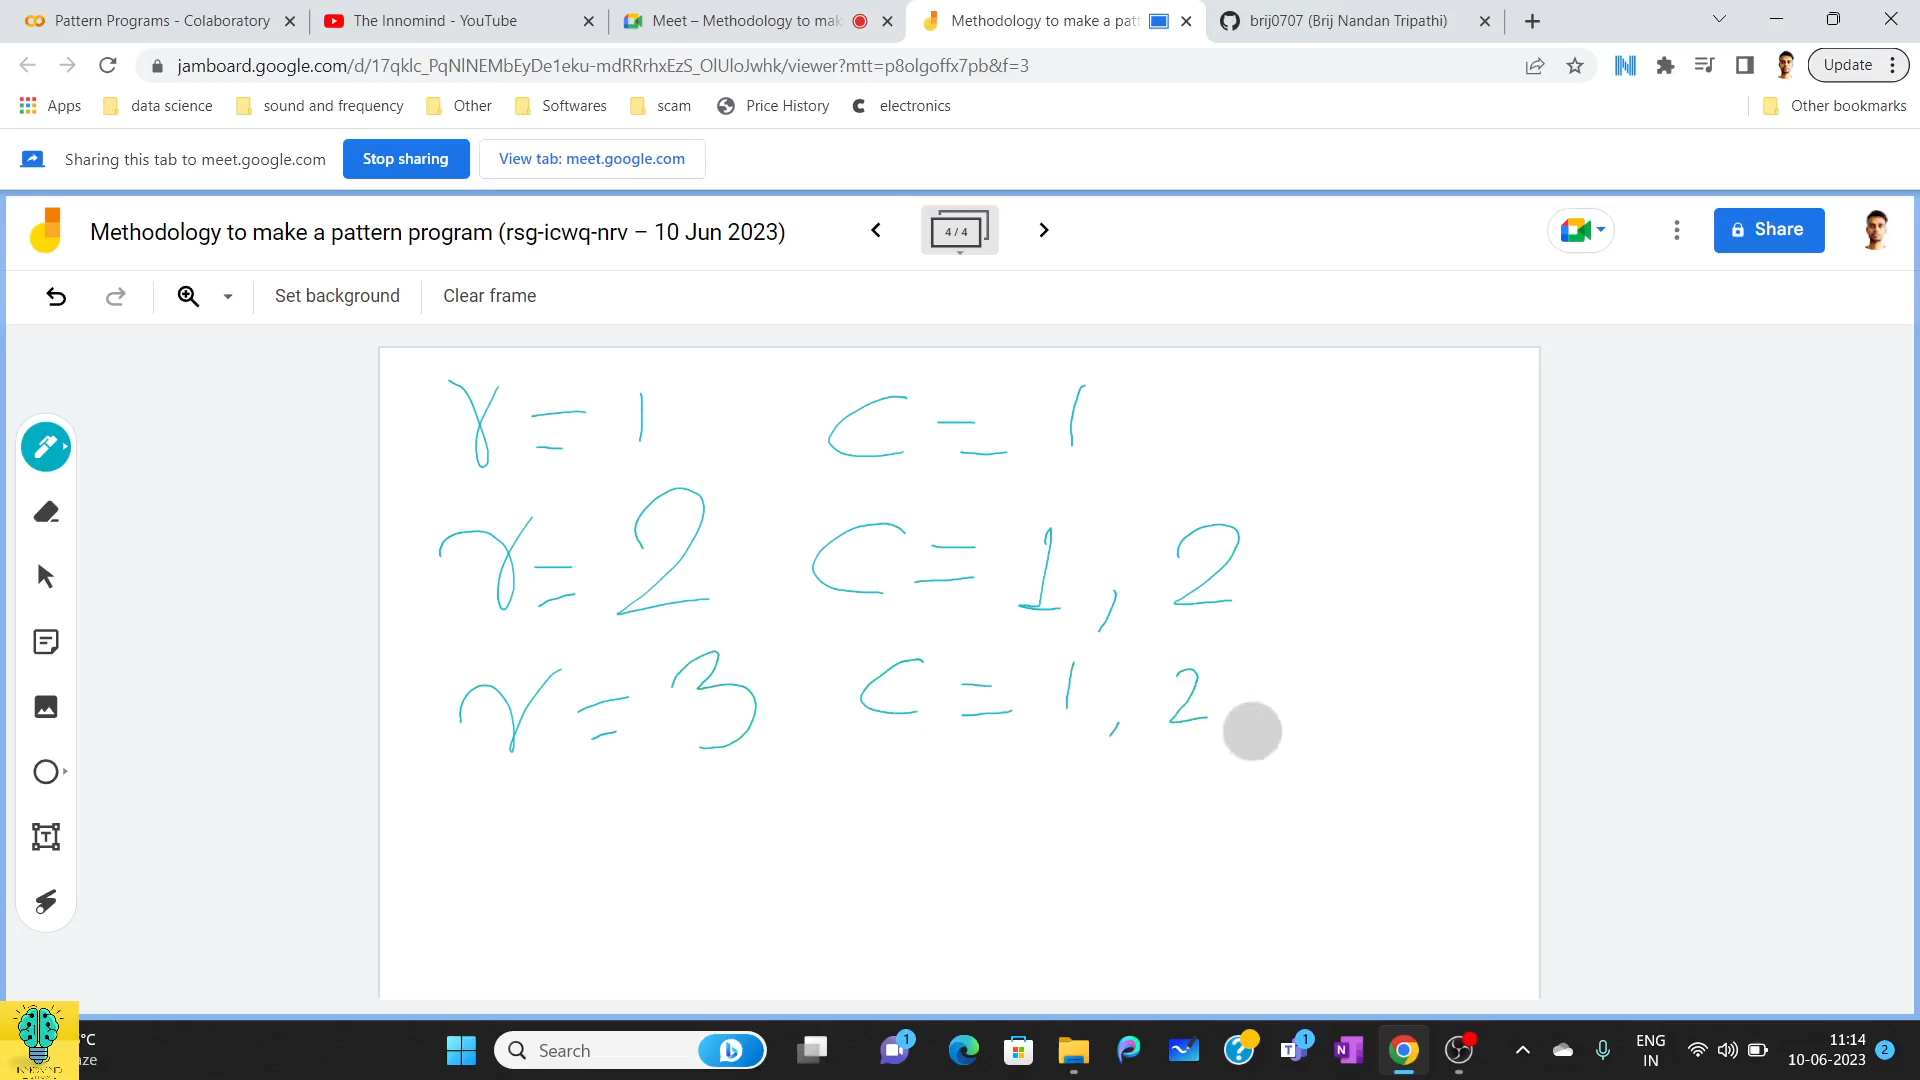 Pattern Programs - Colaboratory
The Innomind - YouTube
Meet – Methodology to mak
Methodology to make a patt
brij0707 (Brij Nandan Tripathi)
jamboard.google.com/d/17qklc_PqNlNEMbEyDe1eku-mdRRrhxEzS_OlUloJwhk/viewer?mtt=p8olgoffx7pb&f=3
Update
Apps
data science
sound and frequency
Other
Softwares
scam
Price History
electronics
Other bookmarks
Sharing this tab to meet.google.com
Stop sharing
View tab: meet.google.com
Methodology to make a pattern program (rsg-icwq-nrv – 10 Jun 2023)
4 / 4
Share
Set background
Clear frame
r = 1 c = 1
r = 2 c = 1, 2
r = 3 c = 1, 2
°C
ze
Search
1
1
ENG
IN
11:14
10-06-2023
2